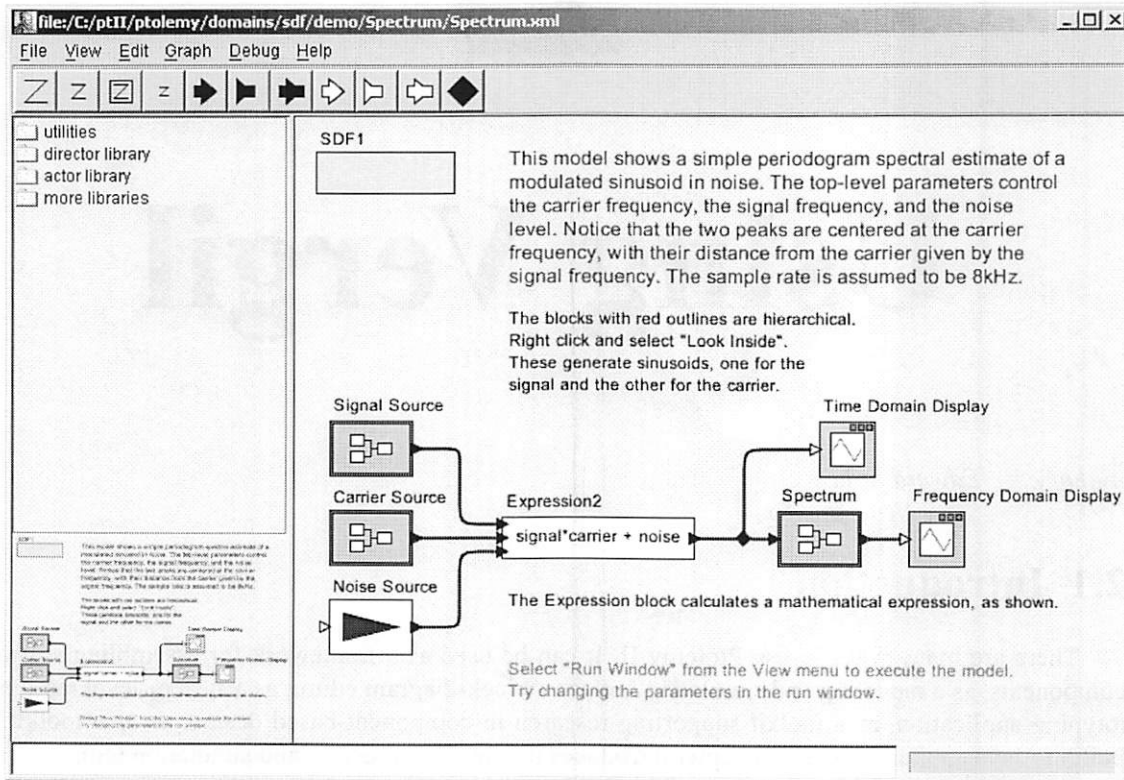 file:/C:/ptII/ptolemy/domains/sdf/demo/Spectrum/Spectrum.xml
File View Edit Graph Debug Help
Z Z Z z
utilities
director library
actor library
more libraries
SDF1
This model shows a simple periodogram spectral estimate of a
modulated sinusoid in noise. The top-level parameters control
the carrier frequency, the signal frequency, and the noise
level. Notice that the two peaks are centered at the carrier
frequency, with their distance from the carrier given by the
signal frequency. The sample rate is assumed to be 8kHz.
The blocks with red outlines are hierarchical.
Right click and select "Look Inside".
These generate sinusoids, one for the
signal and the other for the carrier.
Signal Source
Time Domain Display
Carrier Source
Expression2
Spectrum
Frequency Domain Display
signal*carrier + noise
Noise Source
The Expression block calculates a mathematical expression, as shown.
Select "Run Window" from the View menu to execute the model.
Try changing the parameters in the run window.